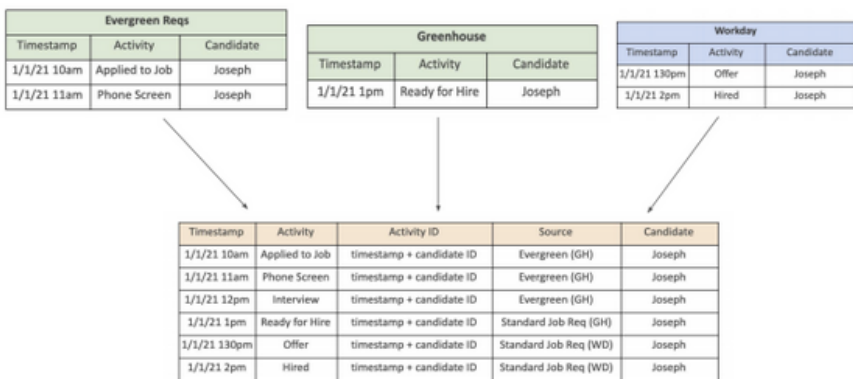 Evergreen Reqs
Timestamp Activity Candidate
1/1/21 10am Applied to Job Joseph
1/1/21 11am Phone Screen Joseph
Greenhouse
Timestamp Activity Candidate
1/1/21 1pm Ready for Hire Joseph
Workday
Timestamp Activity Candidate
1/1/21 130pm Offer Joseph
1/1/21 2pm Hired Joseph
Timestamp Activity Activity ID Source Candidate
1/1/21 10am Applied to Job timestamp + candidate ID Evergreen (GH) Joseph
1/1/21 11am Phone Screen timestamp + candidate ID Evergreen (GH) Joseph
1/1/21 12pm Interview timestamp + candidate ID Evergreen (GH) Joseph
1/1/21 1pm Ready for Hire timestamp + candidate ID Standard Job Req (GH) Joseph
1/1/21 130pm Offer timestamp + candidate ID Standard Job Req (WD) Joseph
1/1/21 2pm Hired timestamp + candidate ID Standard Job Req (WD) Joseph